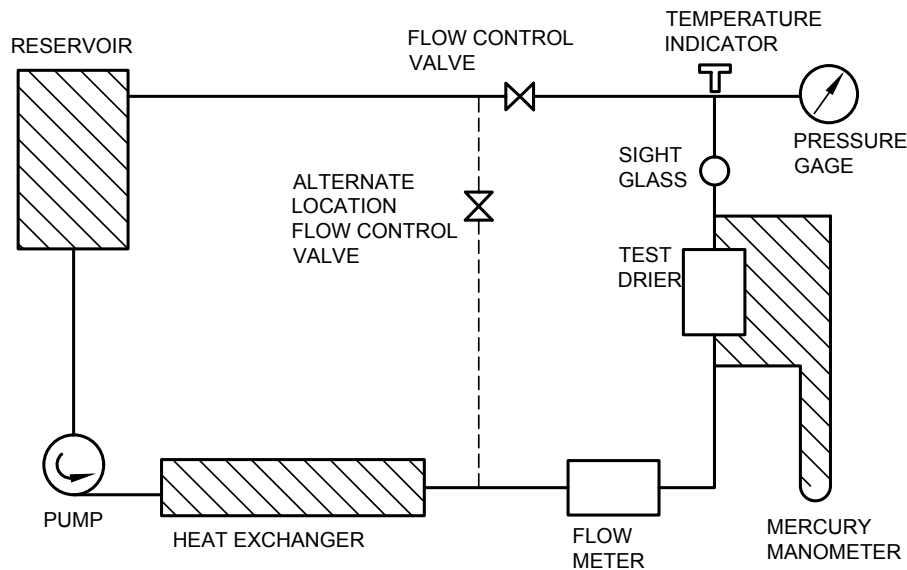 TEMPERATURE
INDICATOR
FLOW CONTROL
VALVE
RESERVOIR
PRESSURE
GAGE
SIGHT
GLASS
ALTERNATE
LOCATION
FLOW CONTROL
VALVE
TEST
DRIER
PUMP
HEAT EXCHANGER
FLOW
METER
MERCURY
MANOMETER